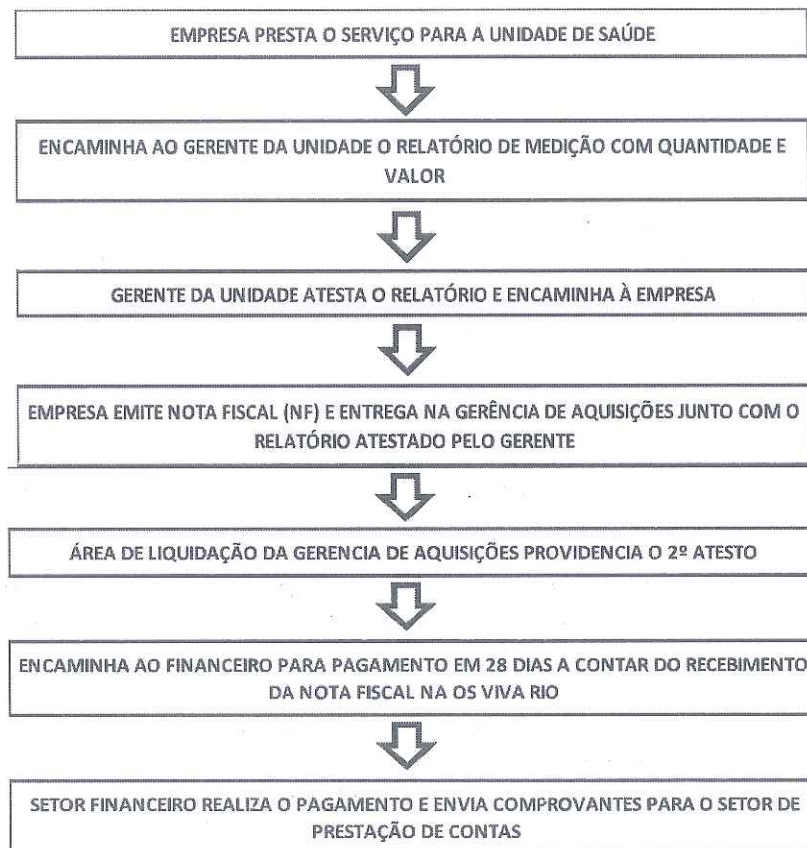 EMPRESA PRESTA O SERVIÇO PARA A UNIDADE DE SAÚDE
ENCAMINHA AO GERENTE DA UNIDADE O RELATÓRIO DE MEDIÇÃO COM QUANTIDADE E
VALOR
GERENTE DA UNIDADE ATESTA O RELATÓRIO E ENCAMINHA À EMPRESA
EMPRESA EMITE NOTA FISCAL (NF) E ENTREGA NA GERÊNCIA DE AQUISIÇÕES JUNTO COM O
RELATÓRIO ATESTADO PELO GERENTE
ÁREA DE LIQUIDAÇÃO DA GERENCIA DE AQUISIÇÕES PROVIDENCIA O 2º ATESTO
ENCAMINHA AO FINANCEIRO PARA PAGAMENTO EM 28 DIAS A CONTAR DO RECEBIMENTO
DA NOTA FISCAL NA OS VIVA RIO
SETOR FINANCEIRO REALIZA O PAGAMENTO E ENVIA COMPROVANTES PARA O SETOR DE
PRESTAÇÃO DE CONTAS